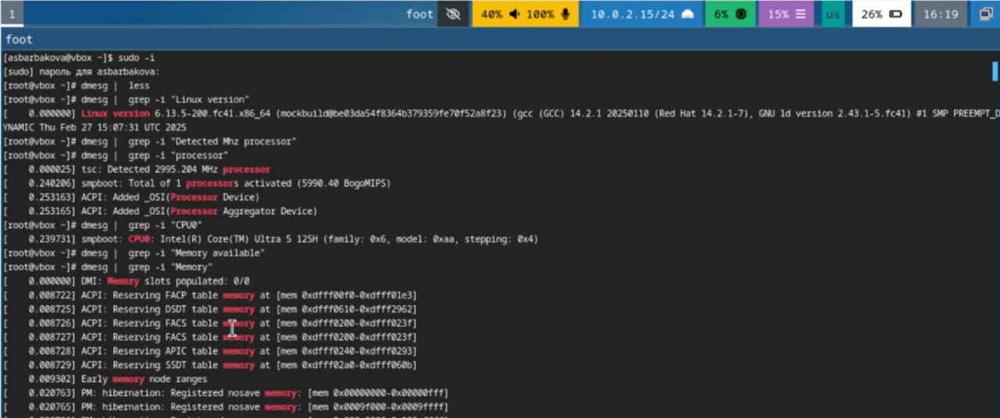 1 foot 40% 100% 10.0.2.15/24 6% 15% us 26% 16:19
foot
[asbarbakova@vbox ~]$ sudo -i
[sudo] пароль для asbarbakova:
[root@vbox ~]# dmesg |  less
[root@vbox ~]# dmesg |  grep -i "Linux version"
[    0.000000] Linux version 6.13.5-200.fc41.x86_64 (mockbuild@be03da54f8364b379359fe70f52a8f23) (gcc (GCC) 14.2.1 20250110 (Red Hat 14.2.1-7), GNU ld version 2.43.1-5.fc41) #1 SMP PREEMPT_D
YNAMIC Thu Feb 27 15:07:31 UTC 2025
[root@vbox ~]# dmesg |  grep -i "Detected Mhz processor"
[root@vbox ~]# dmesg |  grep -i "processor"
[    0.000025] tsc: Detected 2995.204 MHz processor
[    0.240206] smpboot: Total of 1 processors activated (5990.40 BogoMIPS)
[    0.253163] ACPI: Added _OSI(Processor Device)
[    0.253165] ACPI: Added _OSI(Processor Aggregator Device)
[root@vbox ~]# dmesg |  grep -i "CPU0"
[    0.239731] smpboot: CPU0: Intel(R) Core(TM) Ultra 5 125H (family: 0x6, model: 0xaa, stepping: 0x4)
[root@vbox ~]# dmesg |  grep -i "Memory available"
[root@vbox ~]# dmesg |  grep -i "Memory"
[    0.000000] DMI: Memory slots populated: 0/0
[    0.008722] ACPI: Reserving FACP table memory at [mem 0xdfff00f0-0xdfff01e3]
[    0.008725] ACPI: Reserving DSDT table memory at [mem 0xdfff0610-0xdfff2962]
[    0.008726] ACPI: Reserving FACS table memory at [mem 0xdfff0200-0xdfff023f]
[    0.008727] ACPI: Reserving FACS table memory at [mem 0xdfff0200-0xdfff023f]
[    0.008728] ACPI: Reserving APIC table memory at [mem 0xdfff0240-0xdfff0293]
[    0.008729] ACPI: Reserving SSDT table memory at [mem 0xdfff02a0-0xdfff060b]
[    0.009302] Early memory node ranges
[    0.020763] PM: hibernation: Registered nosave memory: [mem 0x00000000-0x00000fff]
[    0.020765] PM: hibernation: Registered nosave memory: [mem 0x0009f000-0x0009ffff]